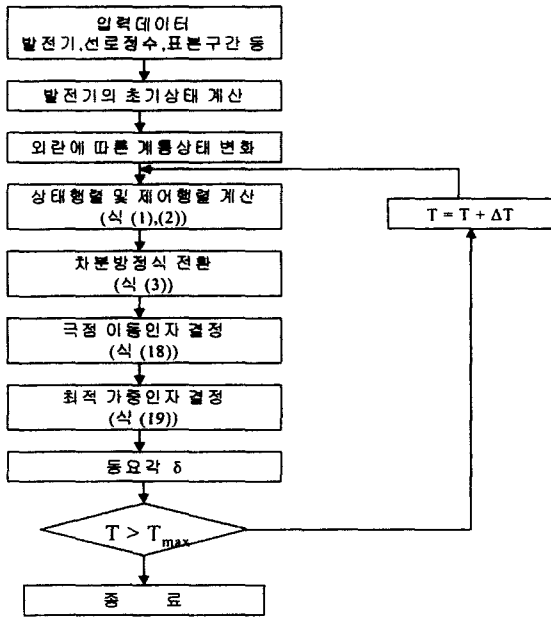 입력데이터
발전기,선로정수,표본구간 등
발전기의 초기상태 계산
외란에 따른 계통상태 변화
상태행렬 및 제어행렬 계산
(식 (1),(2))
T = T + ΔT
차분방정식 전환
(식 (3))
극점 이동인자 결정
(식 (18))
최적 가중인자 결정
(식 (19))
동요각 δ
T > Tmax
종 료